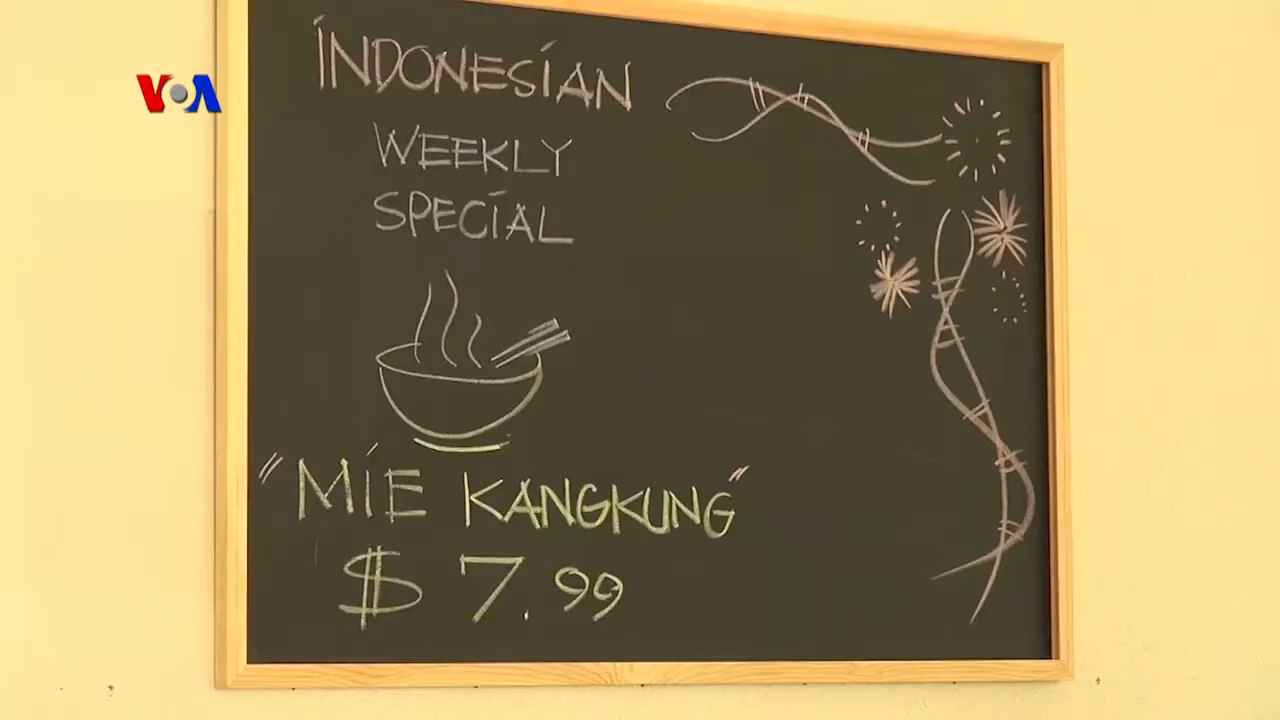 VOA
INDONESIAN
WEEKLY
SPECIAL
"MIE KANGKUNG"
$ 7.99